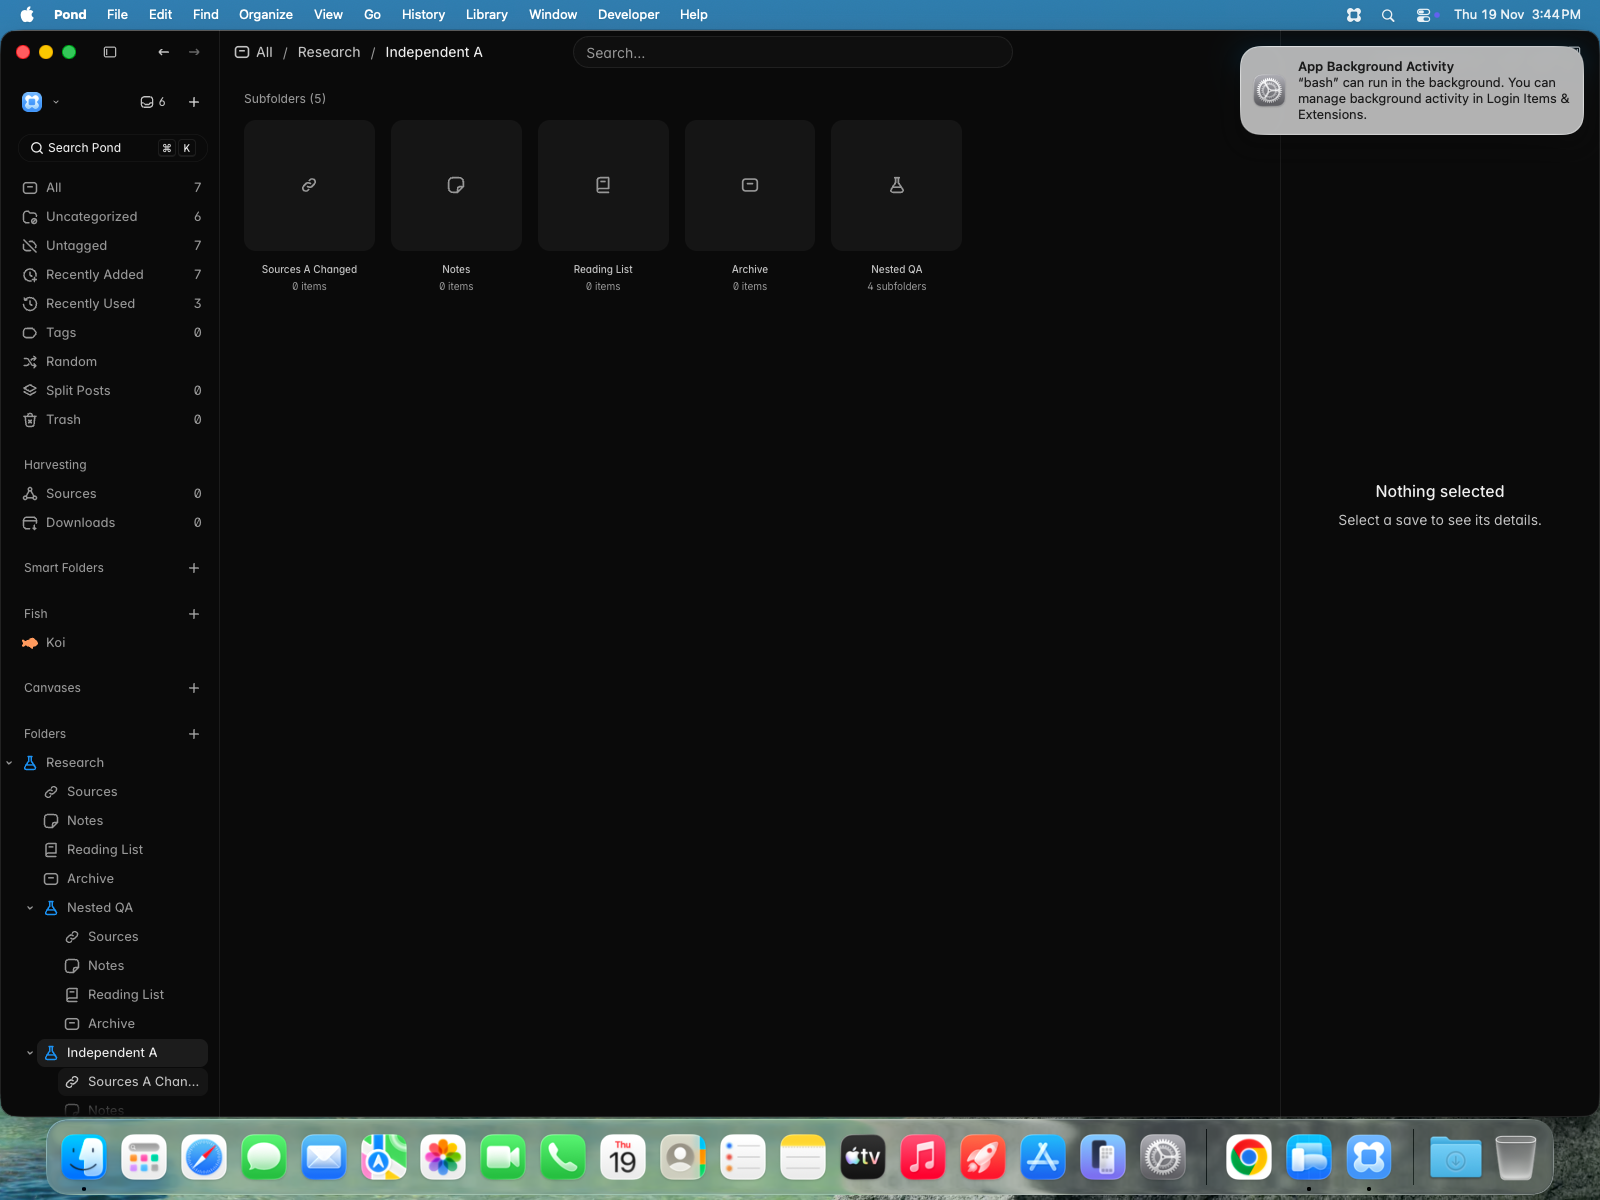 Pond File Edit Find Organize View Go History Library Window Developer Help
Thu 19 Nov 3:44 PM
All / Research / Independent A
Search...
App Background Activity
“bash” can run in the background. You can
manage background activity in Login Items &
Extensions.
6
Search Pond ⌘ K
All 7
Uncategorized 6
Untagged 7
Recently Added 7
Recently Used 3
Tags 0
Random
Split Posts 0
Trash 0
Harvesting
Sources 0
Downloads 0
Smart Folders
Fish
Koi
Canvases
Folders
Research
Sources
Notes
Reading List
Archive
Nested QA
Sources
Notes
Reading List
Archive
Independent A
Sources A Chan...
Notes
Subfolders (5)
Sources A Changed
0 items
Notes
0 items
Reading List
0 items
Archive
0 items
Nested QA
4 subfolders
Nothing selected
Select a save to see its details.
Thu
19
tv